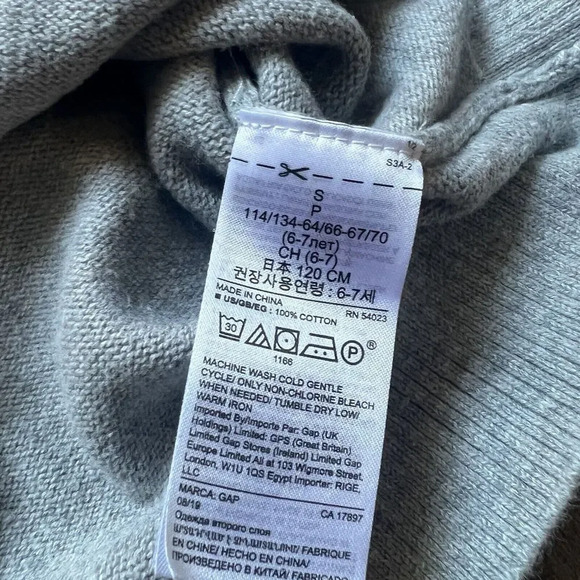 S3A-2
S
P
114/134-64/66-67/70
(6-7лет)
CH (6-7)
日本 120 CM
권장사용연령 : 6-7세
MADE IN CHINA RN 54023
■ US/GB/EG : 100% COTTON
30 P ®
1166
MACHINE WASH COLD GENTLE
CYCLE/ ONLY NON-CHLORINE BLEACH
WHEN NEEDED/ TUMBLE DRY LOW/
WARM IRON
Imported By/Importe Par: Gap (UK
Holdings) Limited: GPS (Great Britain)
Limited Gap Stores (Ireland) Limited Gap
Europe Limited All at 103 Wigmore Street,
London, W1U 1QS Egypt Importer: RIGE,
LLC
MARCA: GAP CA 17897
08/19
Одежда второго слоя
ԱՐՏԱԴՐՎԱԾ Է ՉԻՆԱՍՏԱՆՈՒՄ/ FABRIQUE
EN CHINE/ HECHO EN CHINA/
ПРОИЗВЕДЕНО В КИТАЕ/ FABRICADO